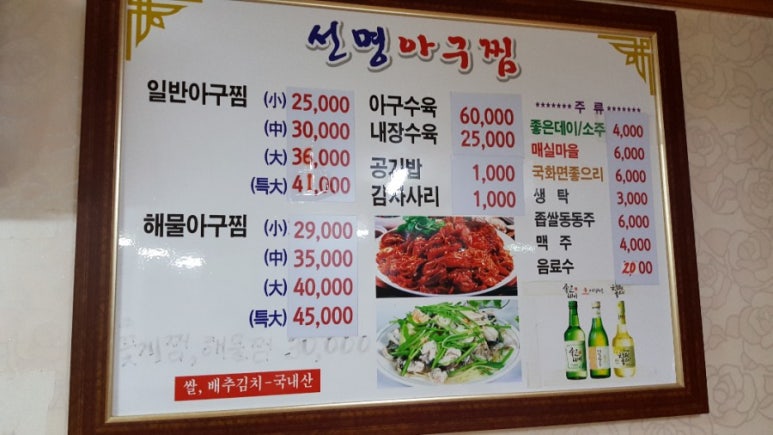 선명아구찜
일반아구찜 (小) 25,000
(中) 30,000
(大) 36,000
(특大) 41,000
해물아구찜 (小) 29,000
(中) 35,000
(大) 40,000
(특大) 45,000
아구수육 60,000
내장수육 25,000
공기밥 1,000
감자사리 1,000
******* 주 류 *******
좋은데이/소주 4,000
매실마을 6,000
국화면좋으리 6,000
생 탁 3,000
좁쌀동동주 6,000
맥 주 4,000
음료수
쌀, 배추김치-국내산